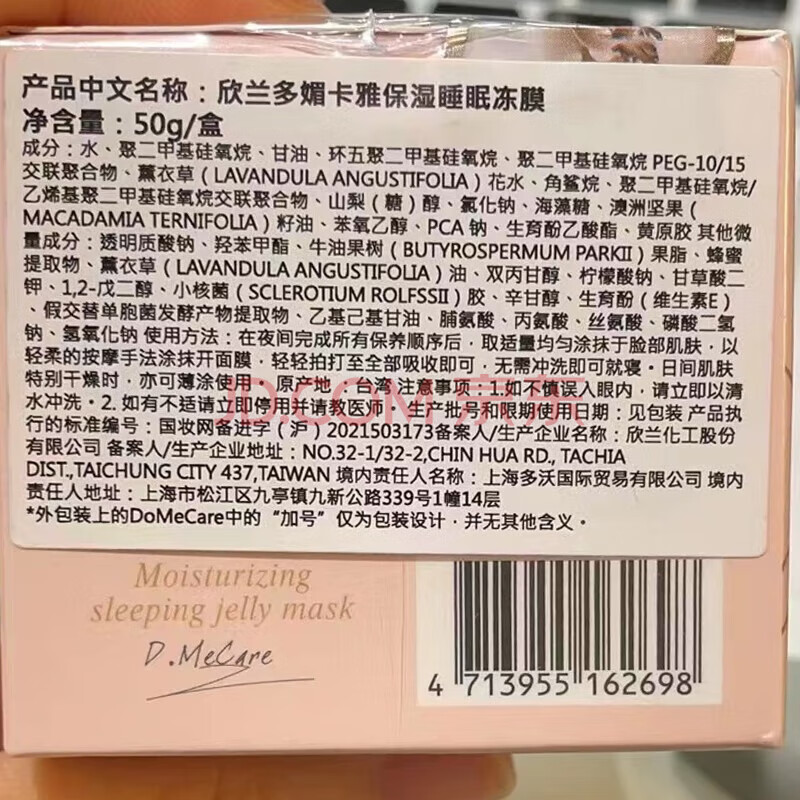 产品中文名称：欣兰多媚卡雅保湿睡眠冻膜
净含量：50g/盒
成分：水、聚二甲基硅氧烷、甘油、环五聚二甲基硅氧烷、聚二甲基硅氧烷 PEG-10/15
交联聚合物、薰衣草（LAVANDULA ANGUSTIFOLIA）花水、角鲨烷、聚二甲基硅氧烷/
乙烯基聚二甲基硅氧烷交联聚合物、山梨（糖）醇、氯化钠、海藻糖、澳洲坚果（
MACADAMIA TERNIFOLIA）籽油、苯氧乙醇、PCA 钠、生育酚乙酸酯、黄原胶 其他微
量成分：透明质酸钠、羟苯甲酯、牛油果树（BUTYROSPERMUM PARKII）果脂、蜂蜜
提取物、薰衣草（LAVANDULA ANGUSTIFOLIA）油、双丙甘醇、柠檬酸钠、甘草酸二
钾、1,2-戊二醇、小核菌（SCLEROTIUM ROLFSSII）胶、辛甘醇、生育酚（维生素E）
、假交替单胞菌发酵产物提取物、乙基己基甘油、脯氨酸、丙氨酸、丝氨酸、磷酸二氢
钠、氢氧化钠 使用方法：在夜间完成所有保养顺序后，取适量均匀涂抹于脸部肌肤，以
轻柔的按摩手法涂抹开面膜，轻轻拍打至全部吸收即可，无需冲洗即可就寝。日间肌肤
特别干燥时，亦可薄涂使用。原产地：台湾 注意事项：1.如不慎误入眼内，请立即以清
水冲洗。2. 如有不适请立即停用并请教医师。生产批号和限期使用日期：见包装 产品执
行的标准编号：国妆网备进字（沪）2021503173备案人/生产企业名称：欣兰化工股份
有限公司 备案人/生产企业地址：NO.32-1/32-2,CHIN HUA RD., TACHIA
DIST.,TAICHUNG CITY 437,TAIWAN 境内责任人名称：上海多沃国际贸易有限公司 境内
责任人地址：上海市松江区九亭镇九新公路339号1幢14层
*外包装上的DoMeCare中的“加号”仅为包装设计，并无其他含义。
JD.COM 京东
Moisturizing
sleeping jelly mask
D.MeCare
4 713955 162698